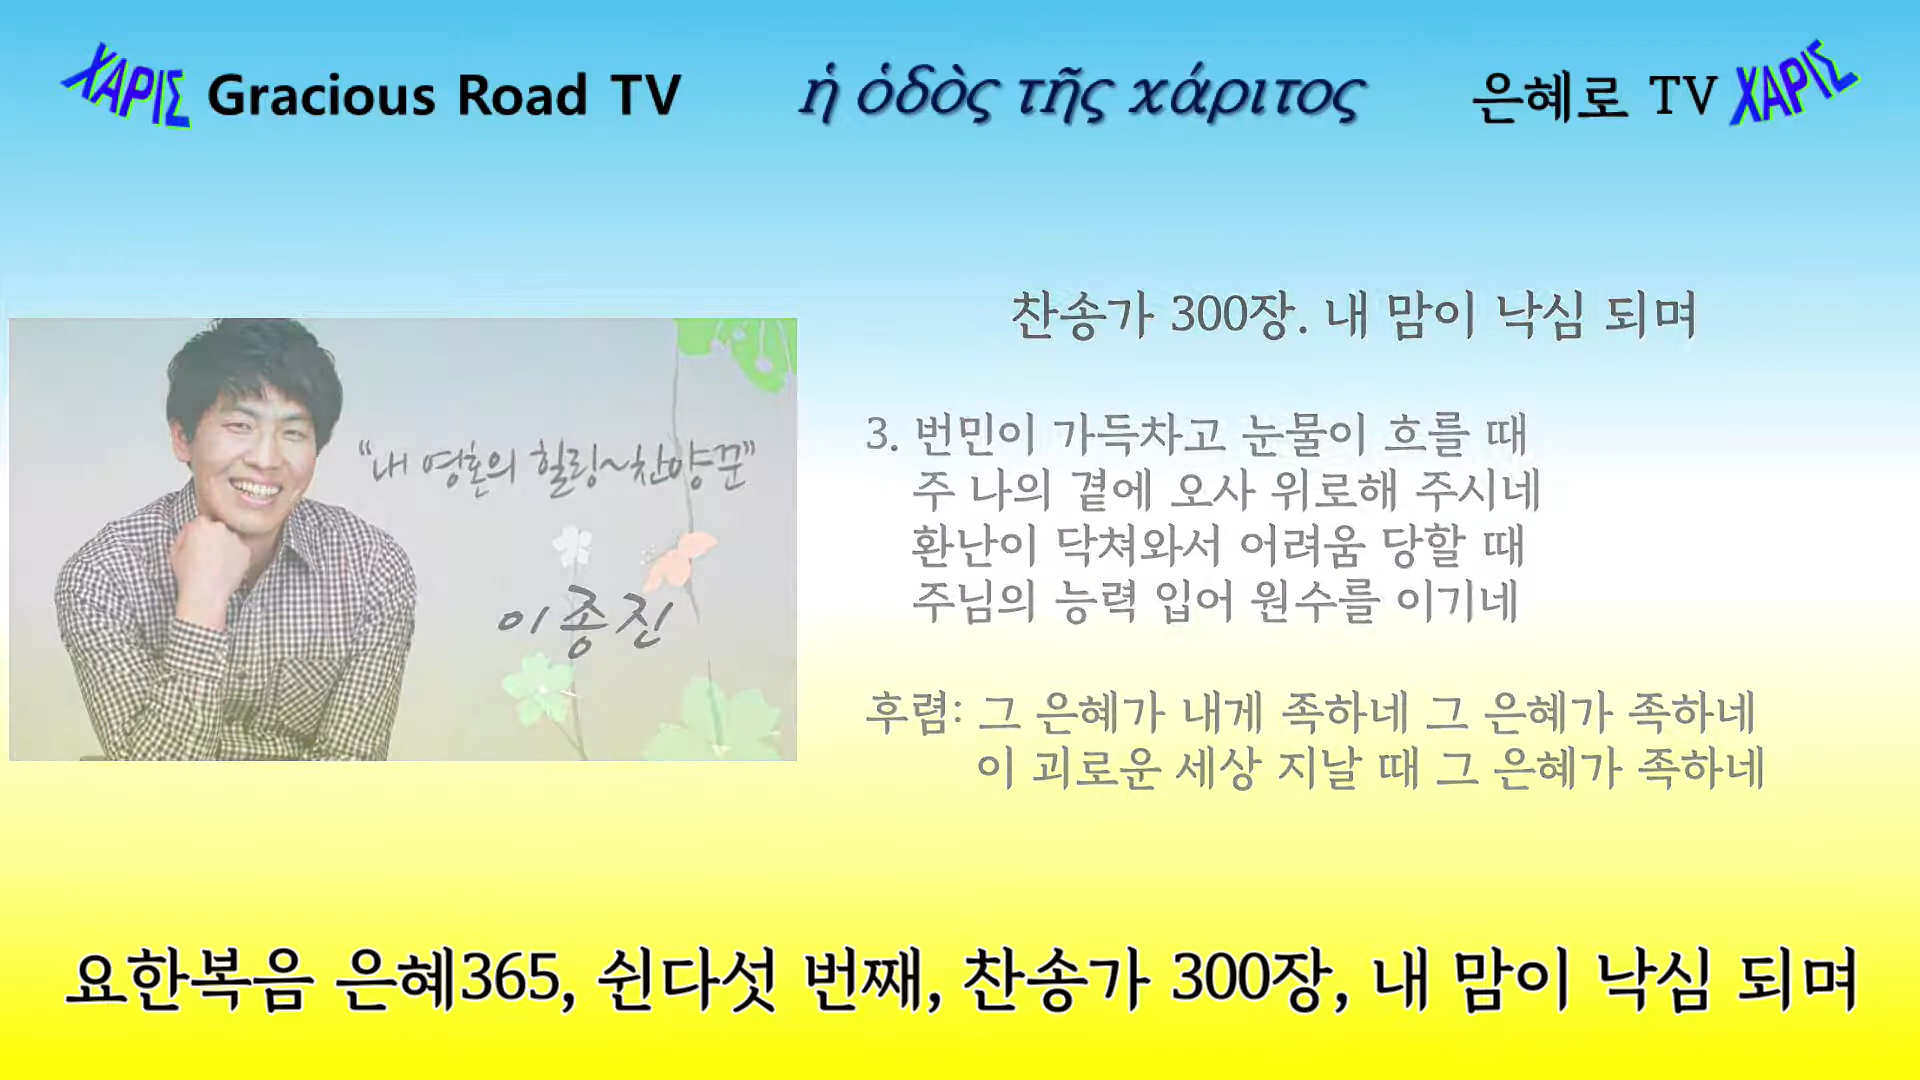 ΧΑΡΙΣ Gracious Road TV ἡ ὁδὸς τῆς χάριτος 은혜로 TV ΧΑΡΙΣ
찬송가 300장. 내 맘이 낙심 되며
"내 영혼의 힐링~찬양꾼"
이종진
3. 번민이 가득차고 눈물이 흐를 때
주 나의 곁에 오사 위로해 주시네
환난이 닥쳐와서 어려움 당할 때
주님의 능력 입어 원수를 이기네
후렴: 그 은혜가 내게 족하네 그 은혜가 족하네
이 괴로운 세상 지날 때 그 은혜가 족하네
요한복음 은혜365, 쉰다섯 번째, 찬송가 300장, 내 맘이 낙심 되며